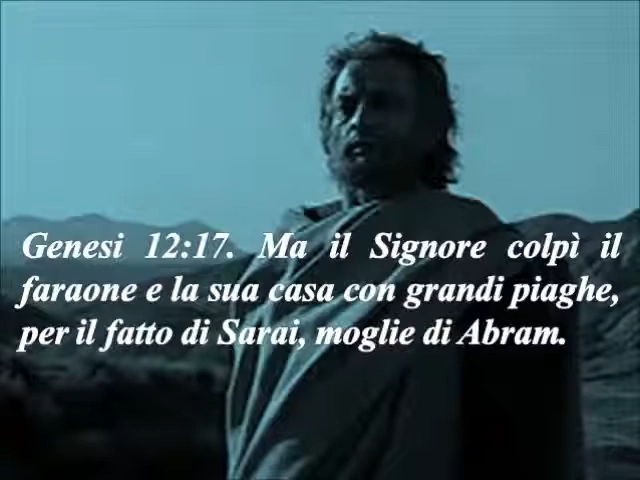 Genesi 12:17. Ma il Signore colpì il
faraone e la sua casa con grandi piaghe,
per il fatto di Sarai, moglie di Abram.